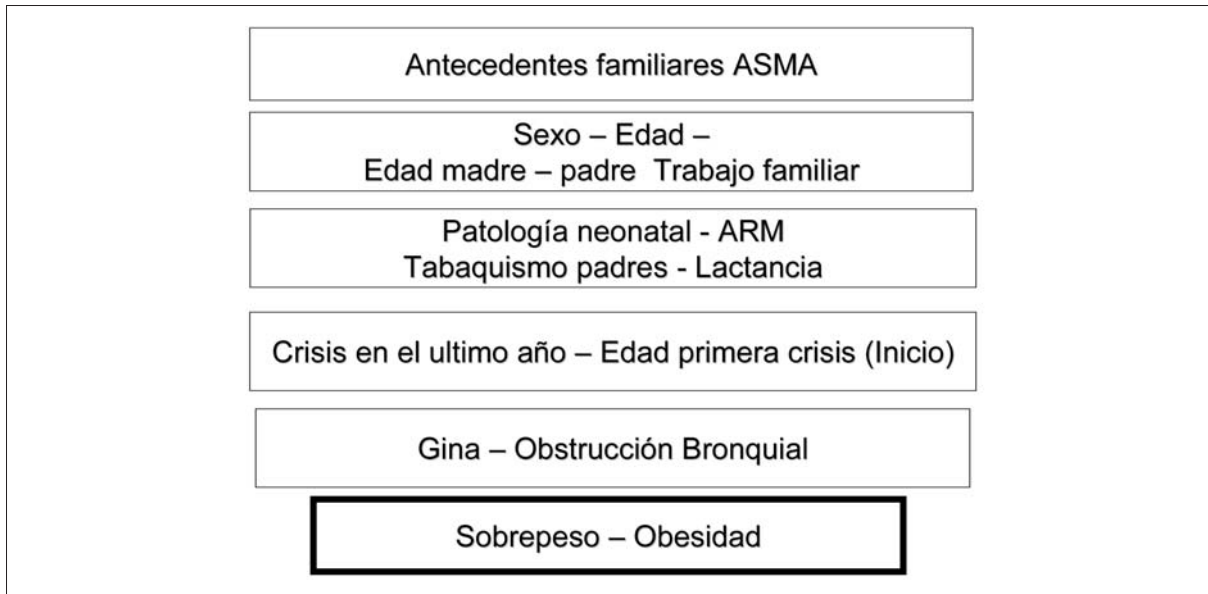 Antecedentes familiares ASMA
Sexo – Edad –
Edad madre – padre Trabajo familiar
Patología neonatal - ARM
Tabaquismo padres - Lactancia
Crisis en el ultimo año – Edad primera crisis (Inicio)
Gina – Obstrucción Bronquial
Sobrepeso – Obesidad